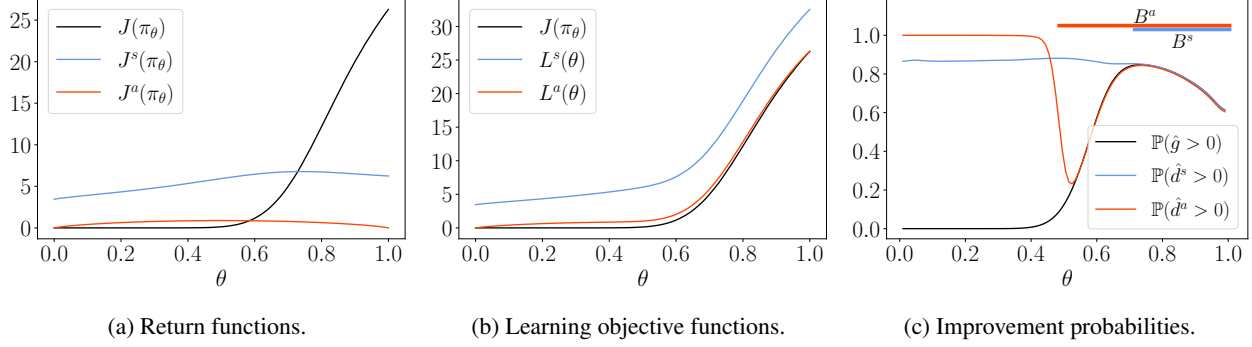 25
20
15
10
5
0
J(π_θ)
J^s(π_θ)
J^a(π_θ)
0.0 0.2 0.4 0.6 0.8 1.0
θ
(a) Return functions.
30
25
20
15
10
5
0
J(π_θ)
L^s(θ)
L^a(θ)
0.0 0.2 0.4 0.6 0.8 1.0
θ
(b) Learning objective functions.
1.0
0.8
0.6
0.4
0.2
0.0
B^a
B^s
ℙ(ĝ > 0)
ℙ(d̂^s > 0)
ℙ(d̂^a > 0)
0.0 0.2 0.4 0.6 0.8 1.0
θ
(c) Improvement probabilities.